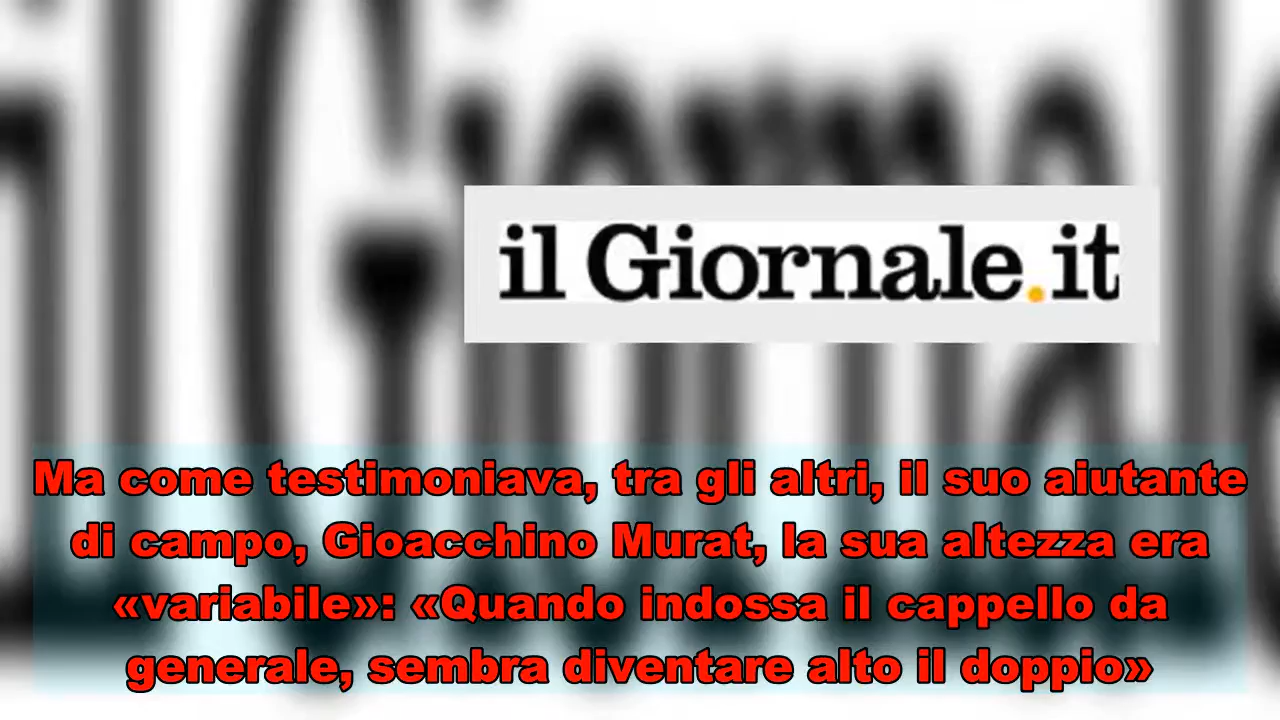 il Giornale.it
Ma come testimoniava, tra gli altri, il suo aiutante
di campo, Gioacchino Murat, la sua altezza era
«variabile»: «Quando indossa il cappello da
generale, sembra diventare alto il doppio»